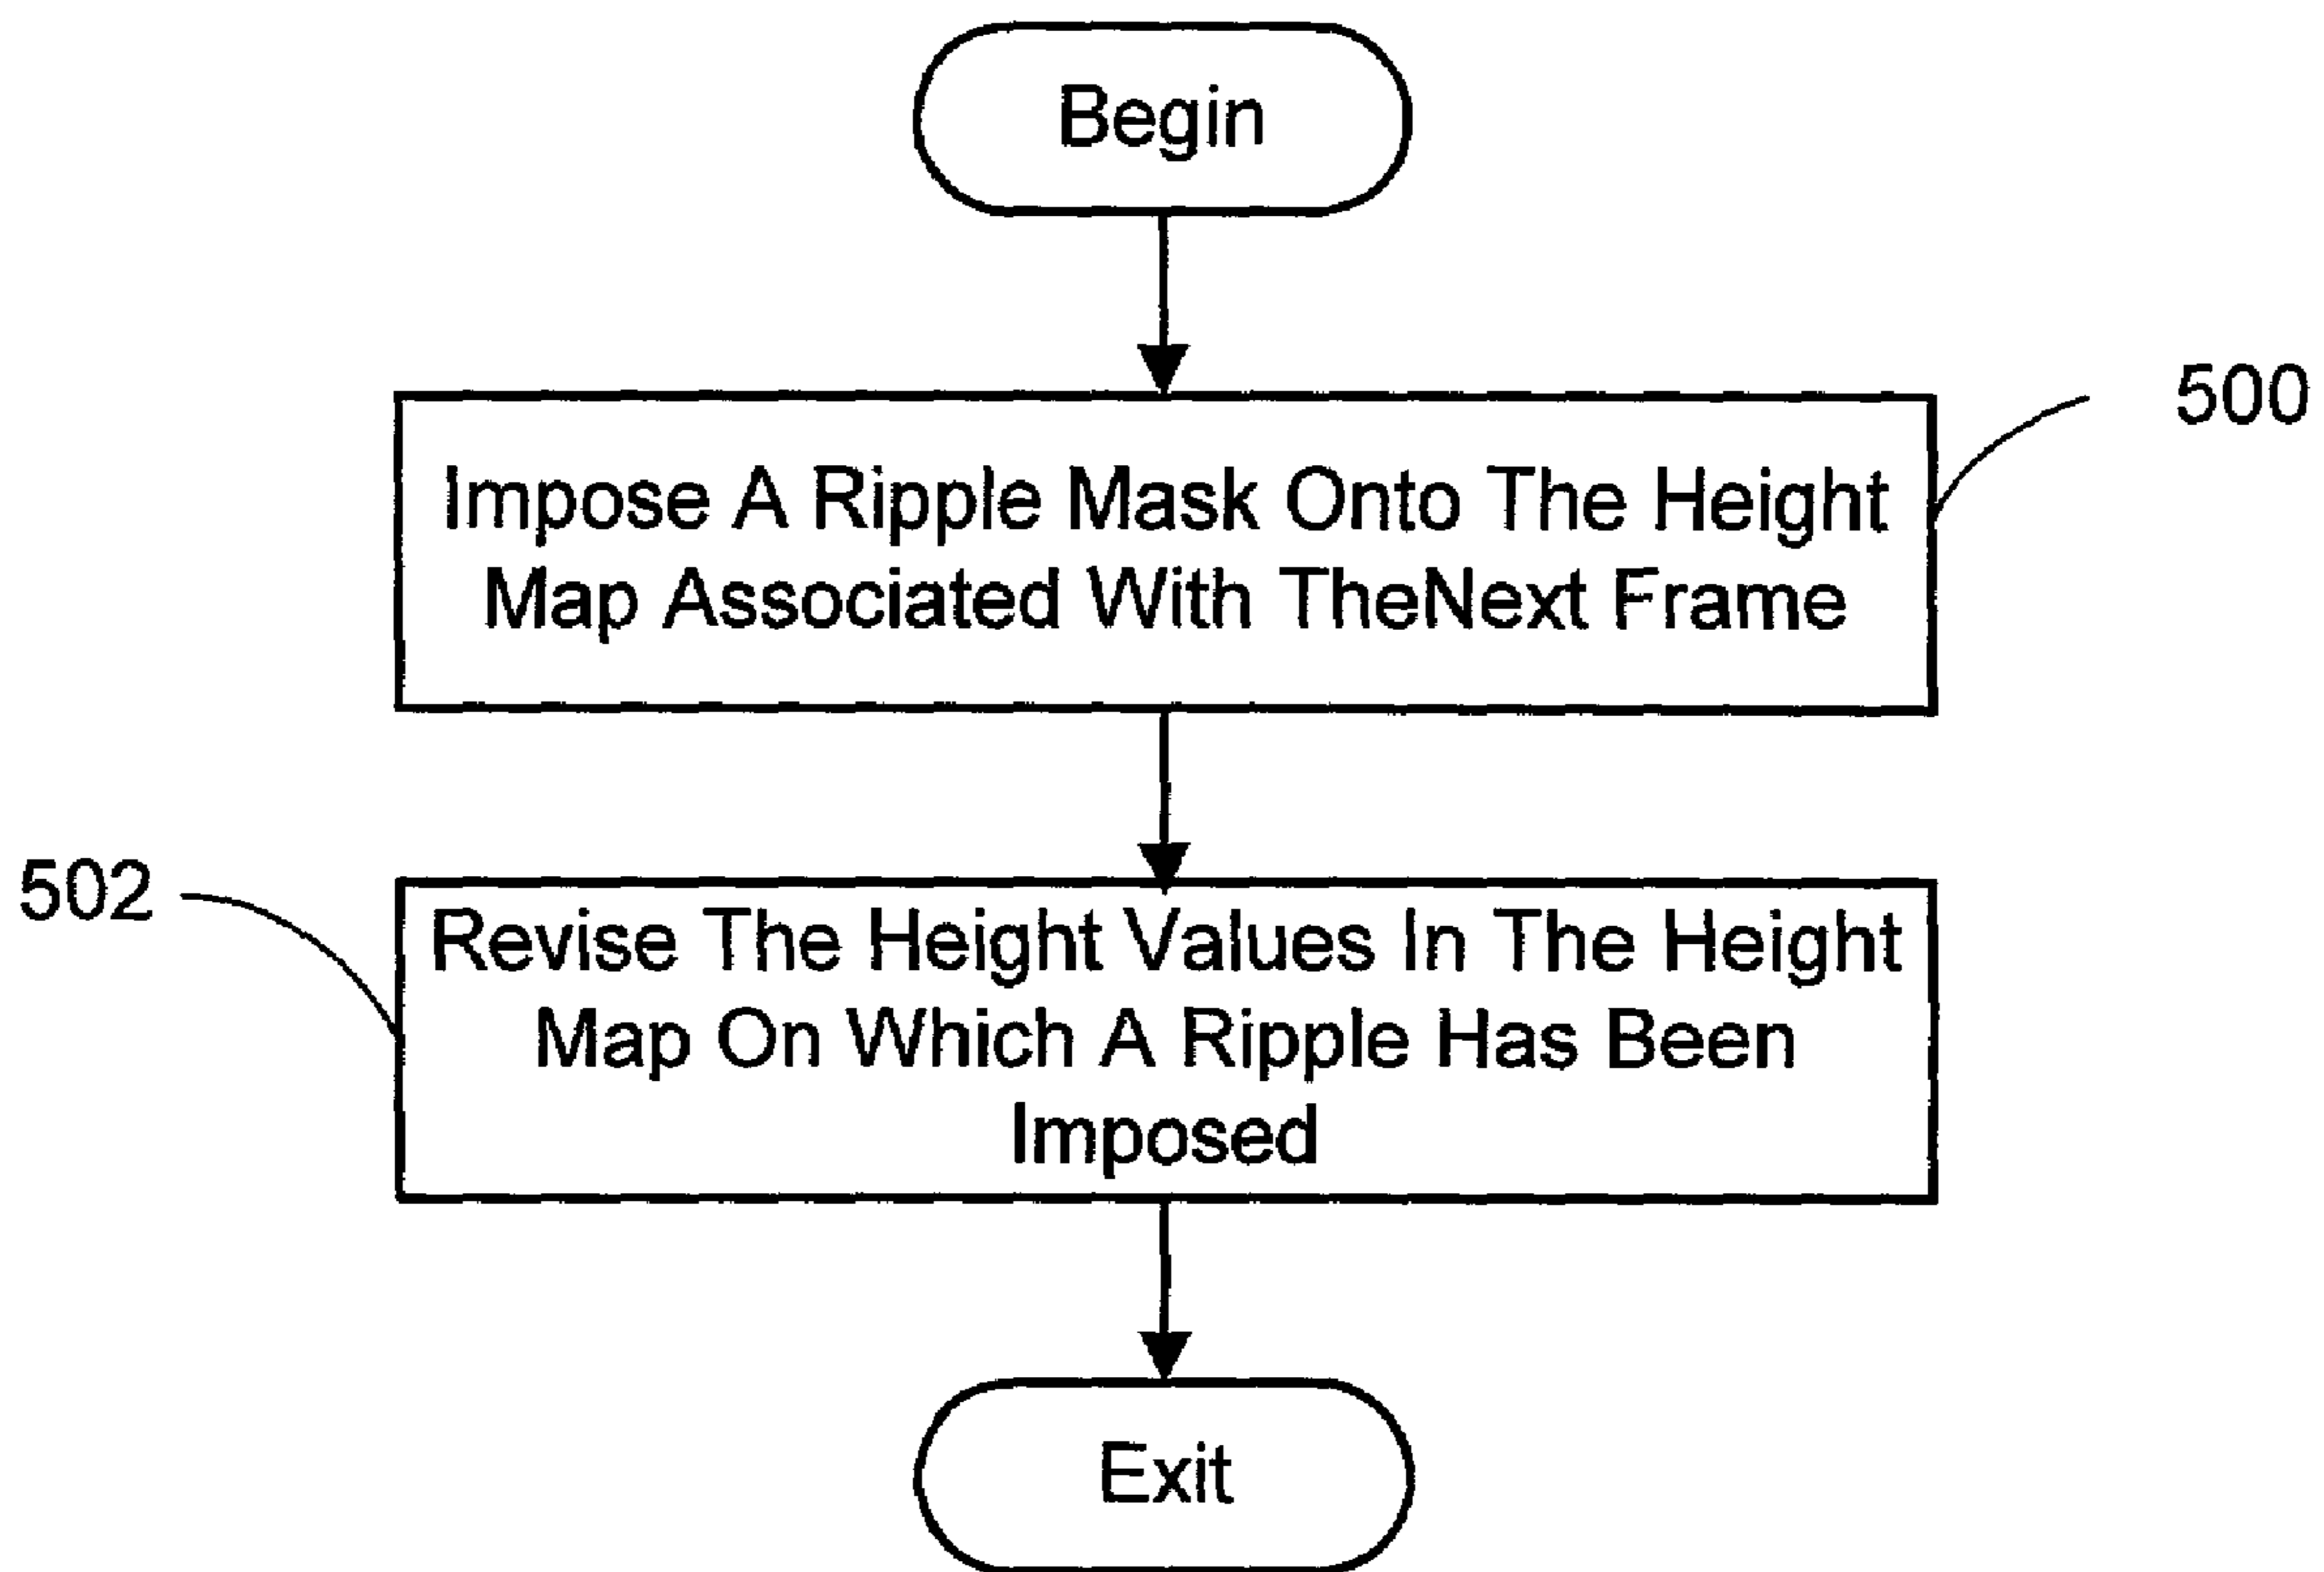 Begin
500
Impose A Ripple Mask Onto The Height
Map Associated With TheNext Frame
502
Revise The Height Values In The Height
Map On Which A Ripple Has Been
Imposed
Exit